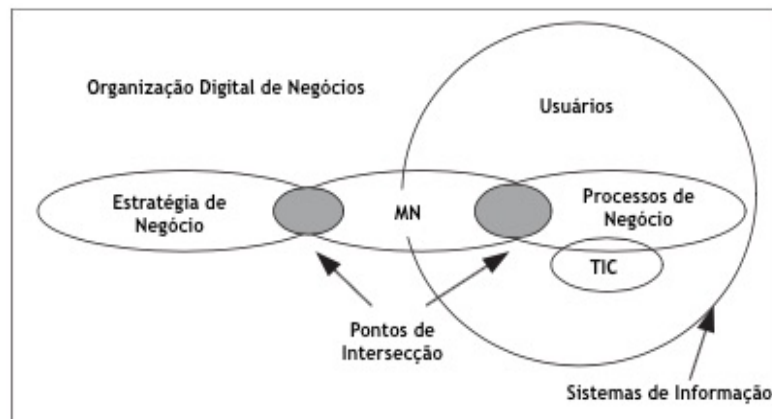 Organização Digital de Negócios
Usuários
Estratégia de
Negócio
MN
Processos de
Negócio
TIC
Pontos de
Intersecção
Sistemas de Informação